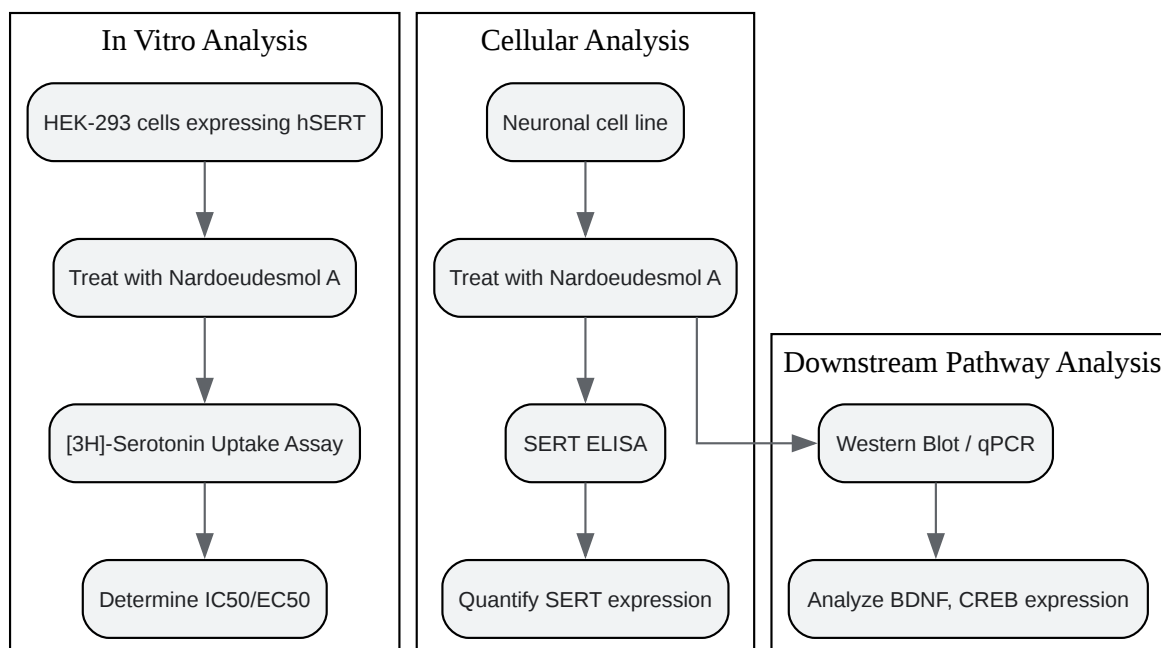 In Vitro Analysis
HEK-293 cells expressing hSERT
Treat with Nardoeudesmol A
[3H]-Serotonin Uptake Assay
Determine IC50/EC50
Cellular Analysis
Neuronal cell line
Treat with Nardoeudesmol A
SERT ELISA
Quantify SERT expression
Downstream Pathway Analysis
Western Blot / qPCR
Analyze BDNF, CREB expression